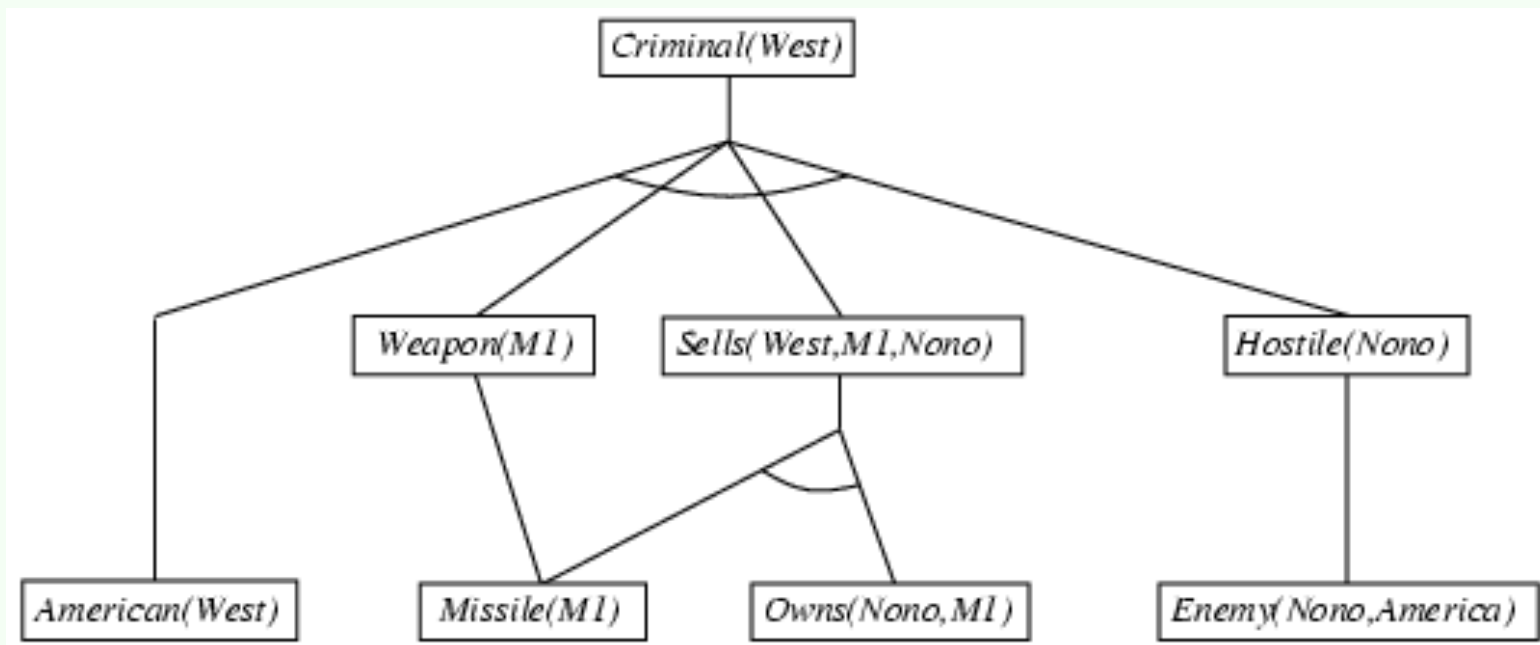 Criminal(West)
Weapon(M1)
Sells(West,M1,Nono)
Hostile(Nono)
American(West)
Missile(M1)
Owns(Nono,M1)
Enemy(Nono,America)